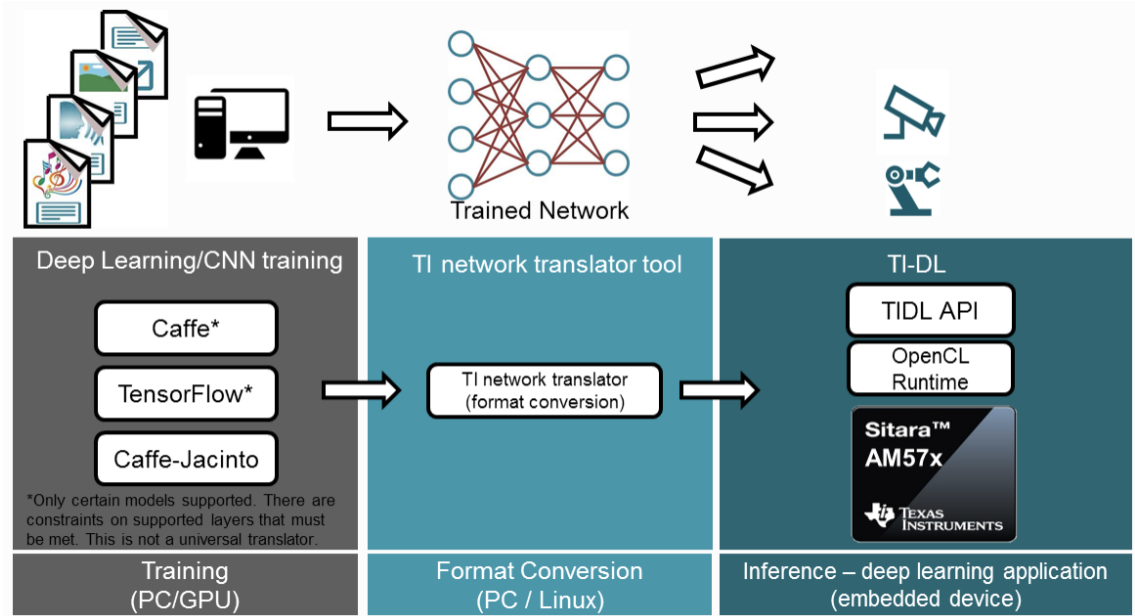 Trained Network
Deep Learning/CNN training
TI network translator tool
TI-DL
Caffe*
TensorFlow*
Caffe-Jacinto
*Only certain models supported. There are
constraints on supported layers that must
be met. This is not a universal translator.
TI network translator
(format conversion)
TIDL API
OpenCL
Runtime
Sitara™
AM57x
TEXAS
INSTRUMENTS
Training
(PC/GPU)
Format Conversion
(PC / Linux)
Inference – deep learning application
(embedded device)